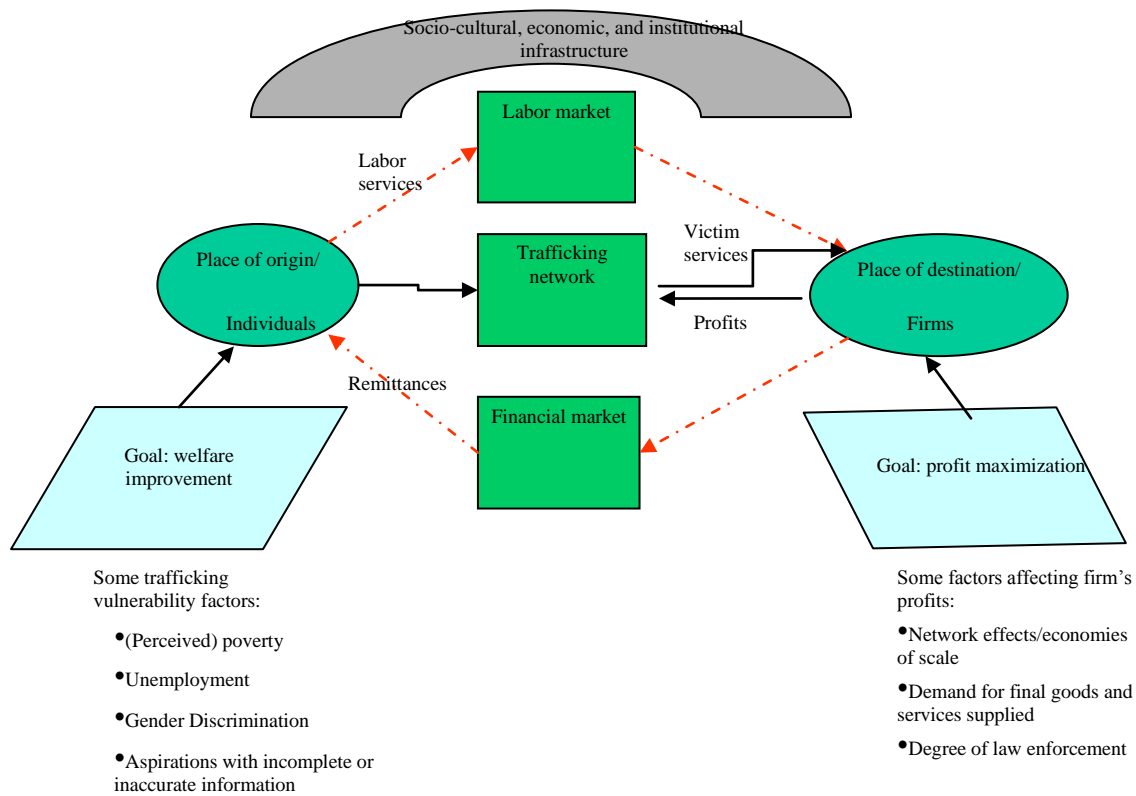 Socio-cultural, economic, and institutional
infrastructure
Labor market
Labor
services
Place of origin/
Individuals
Trafficking
network
Victim
services
Profits
Place of destination/
Firms
Remittances
Financial market
Goal: welfare
improvement
Goal: profit maximization
Some trafficking
vulnerability factors:
•(Perceived) poverty
•Unemployment
•Gender Discrimination
•Aspirations with incomplete or
inaccurate information
Some factors affecting firm’s
profits:
•Network effects/economies
of scale
•Demand for final goods and
services supplied
•Degree of law enforcement